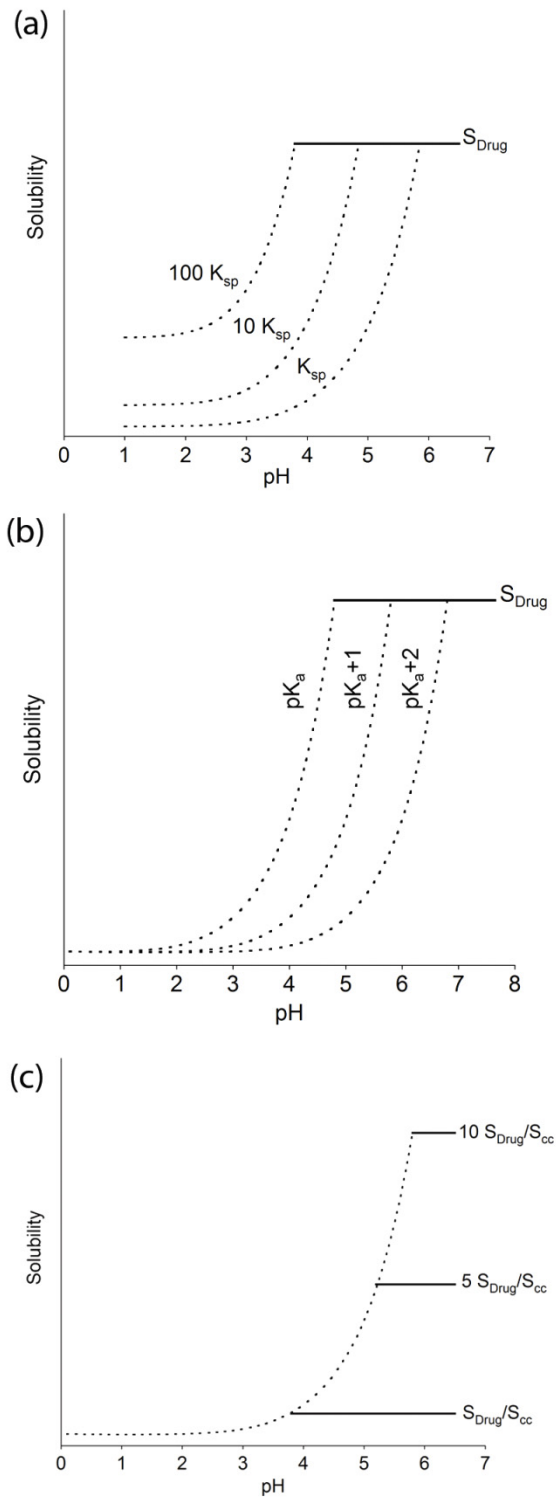 (a)
Solubility
S_Drug
100 K_sp
10 K_sp
K_sp
0 1 2 3 4 5 6 7
pH
(b)
Solubility
S_Drug
pK_a
pK_a+1
pK_a+2
0 1 2 3 4 5 6 7 8
pH
(c)
Solubility
10 S_Drug/S_cc
5 S_Drug/S_cc
S_Drug/S_cc
0 1 2 3 4 5 6 7
pH